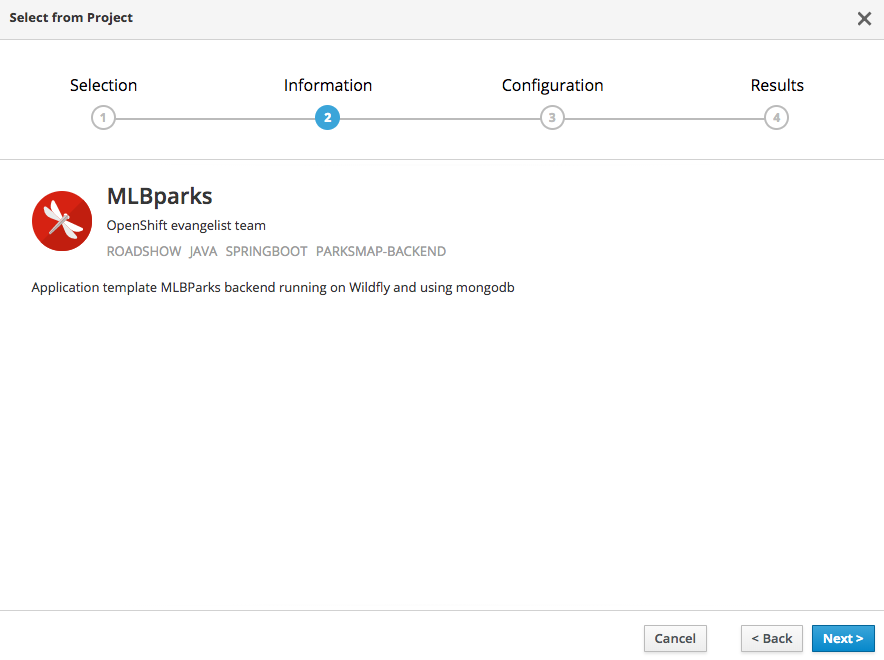 Select from Project
Selection Information Configuration Results
1 2 3 4
MLBparks
OpenShift evangelist team
ROADSHOW JAVA SPRINGBOOT PARKSMAP-BACKEND
Application template MLBParks backend running on Wildfly and using mongodb
Cancel < Back Next >